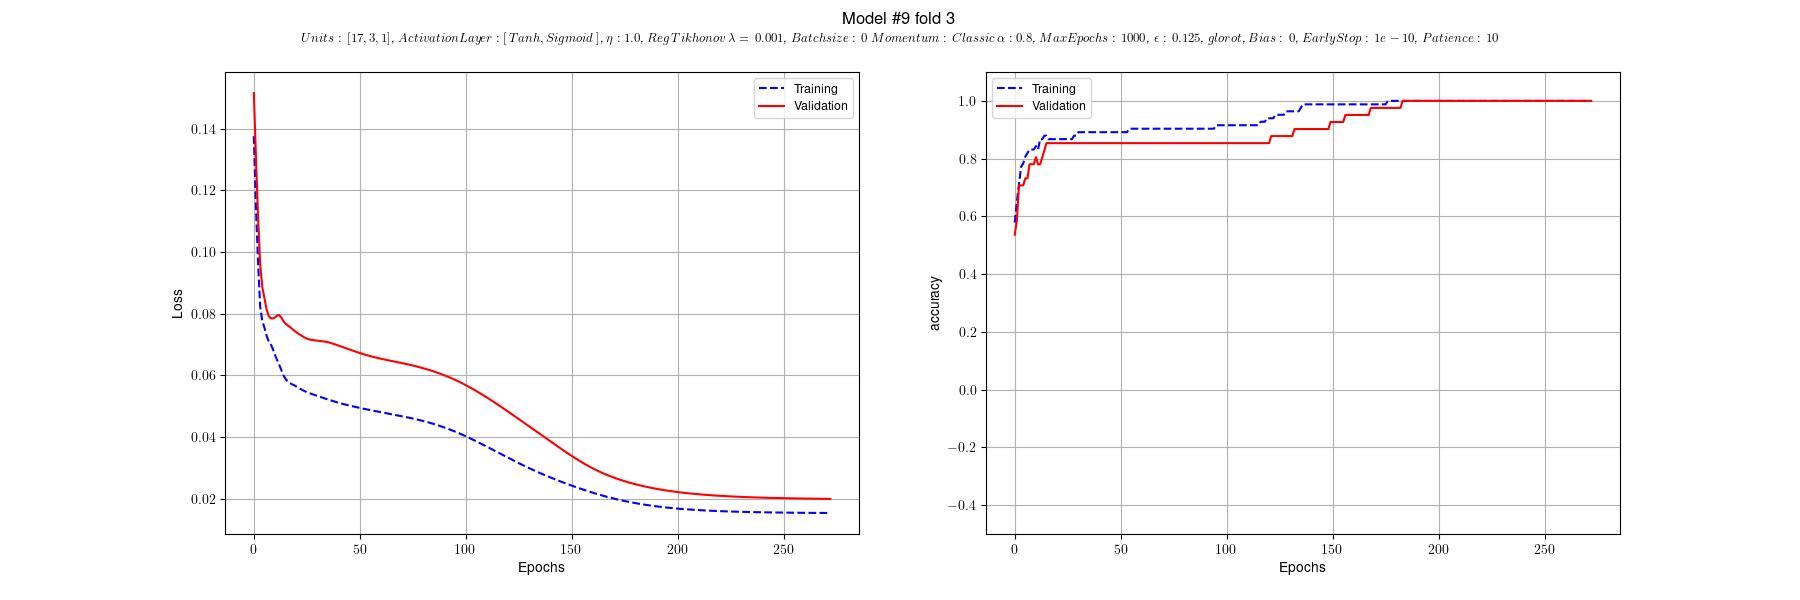 Model #9 fold 3
Units : [17, 3, 1], ActivationLayer : [ Tanh, Sigmoid ], η : 1.0, RegTikhonov λ = 0.001, Batchsize : 0 Momentum : Classic α : 0.8, MaxEpochs : 1000, ϵ : 0.125, glorot, Bias : 0, EarlyStop : 1e − 10, Patience : 10
Training
Validation
0.14
0.12
0.10
0.08
0.06
0.04
0.02
Loss
0 50 100 150 200 250
Epochs
Training
Validation
1.0
0.8
0.6
0.4
0.2
0.0
−0.2
−0.4
accuracy
0 50 100 150 200 250
Epochs